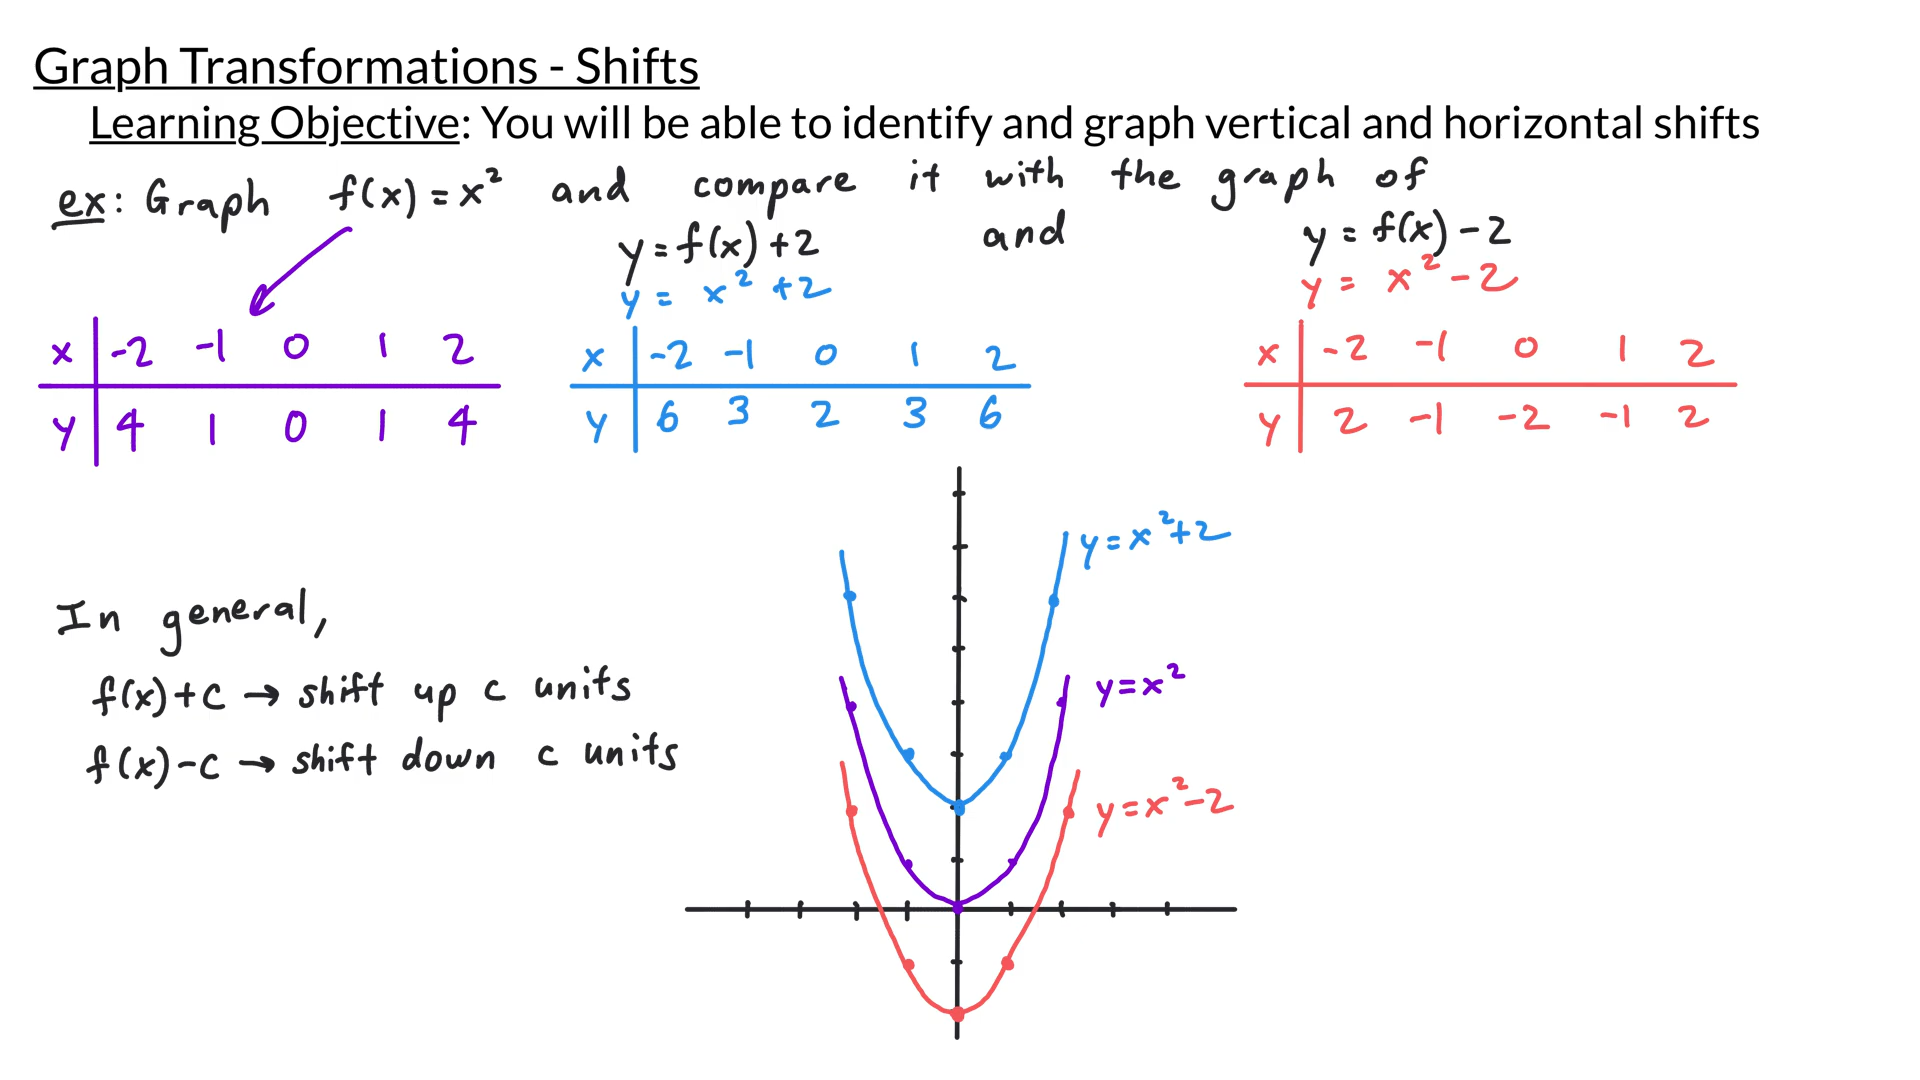 Graph Transformations - Shifts
Learning Objective: You will be able to identify and graph vertical and horizontal shifts
ex: Graph f(x) = x² and compare it with the graph of
y = f(x) + 2 and y = f(x) - 2
y = x² + 2
y = x² - 2
x -2 -1 0 1 2
y 4 1 0 1 4
x -2 -1 0 1 2
y 6 3 2 3 6
x -2 -1 0 1 2
y 2 -1 -2 -1 2
y = x² + 2
y = x²
y = x² - 2
In general,
f(x) + c → shift up c units
f(x) - c → shift down c units